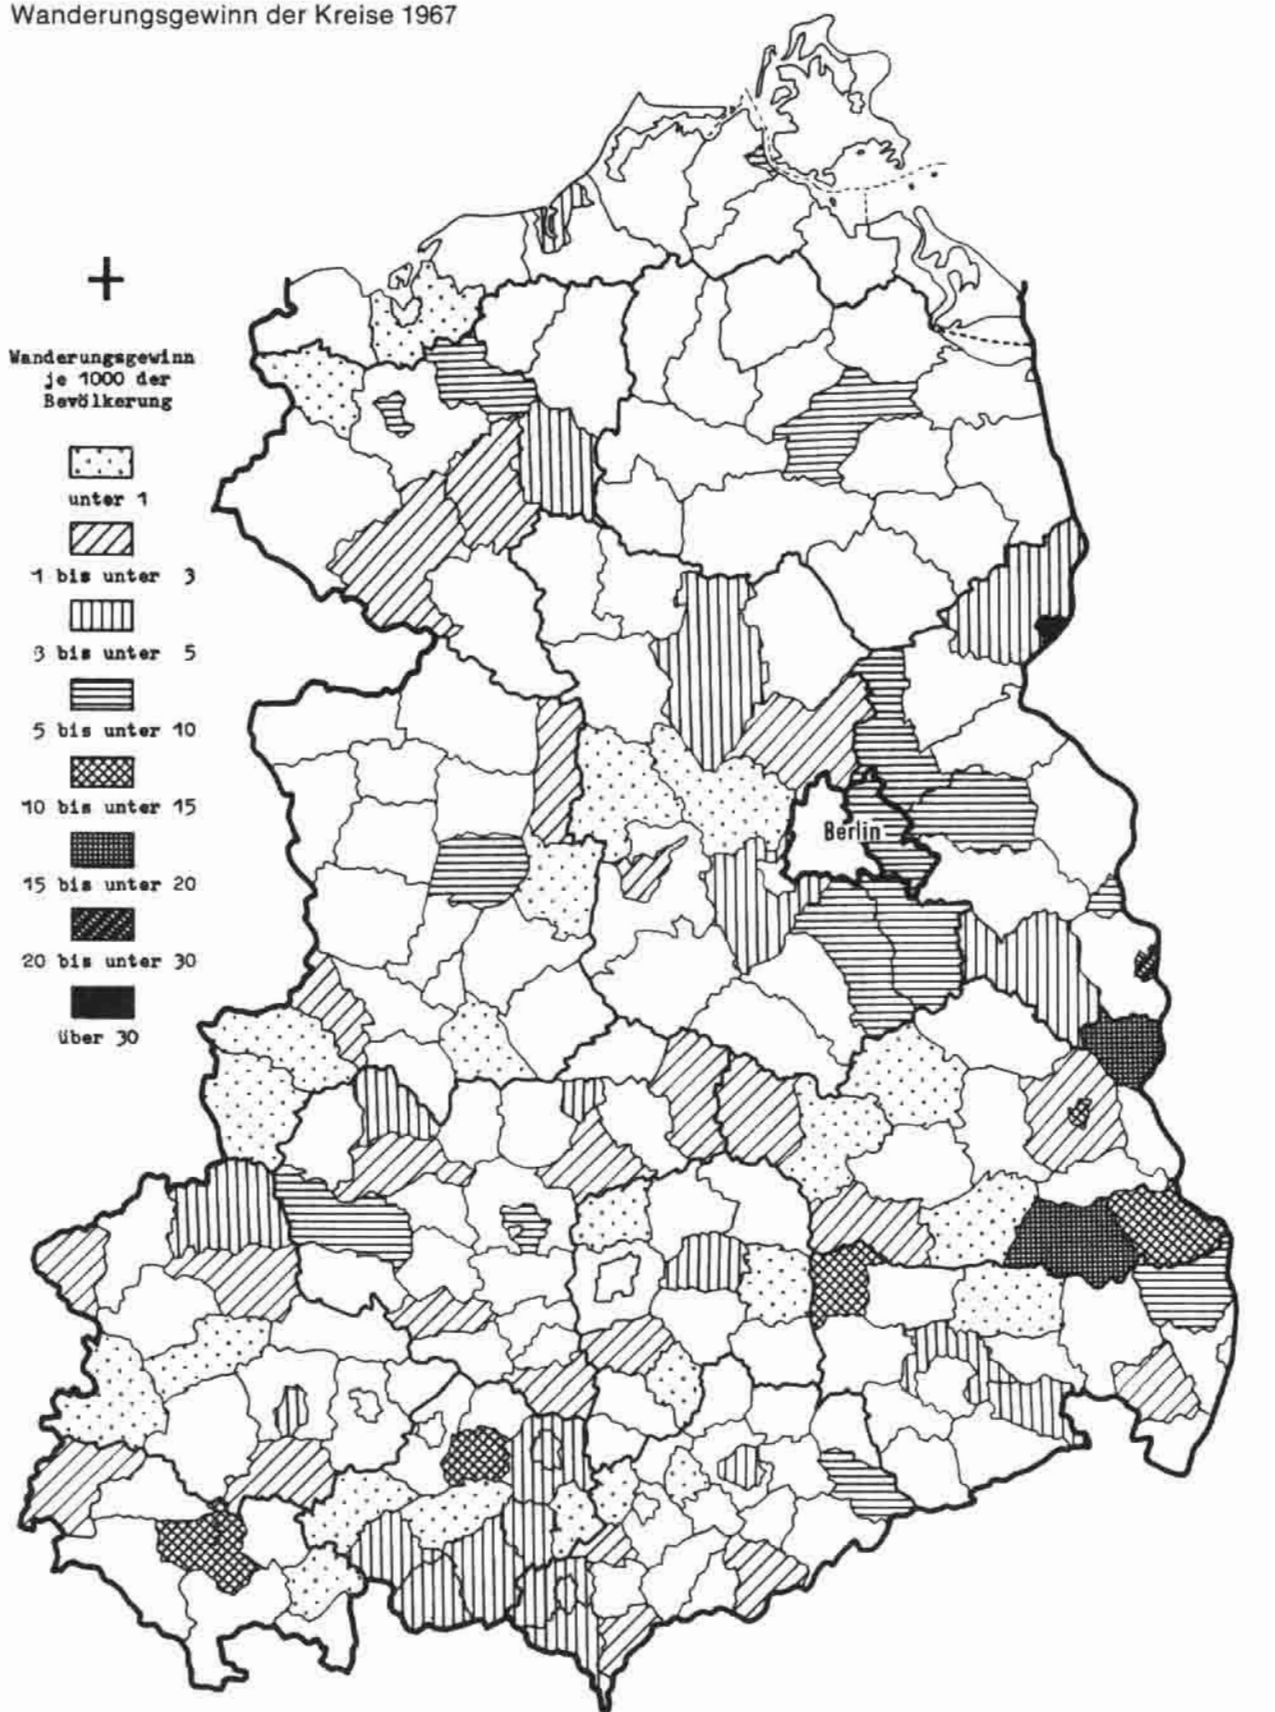 Wanderungsgewinn der Kreise 1967
+
Wanderungsgewinn
je 1000 der
Bevölkerung
unter 1
1 bis unter 3
3 bis unter 5
5 bis unter 10
10 bis unter 15
15 bis unter 20
20 bis unter 30
über 30
Berlin